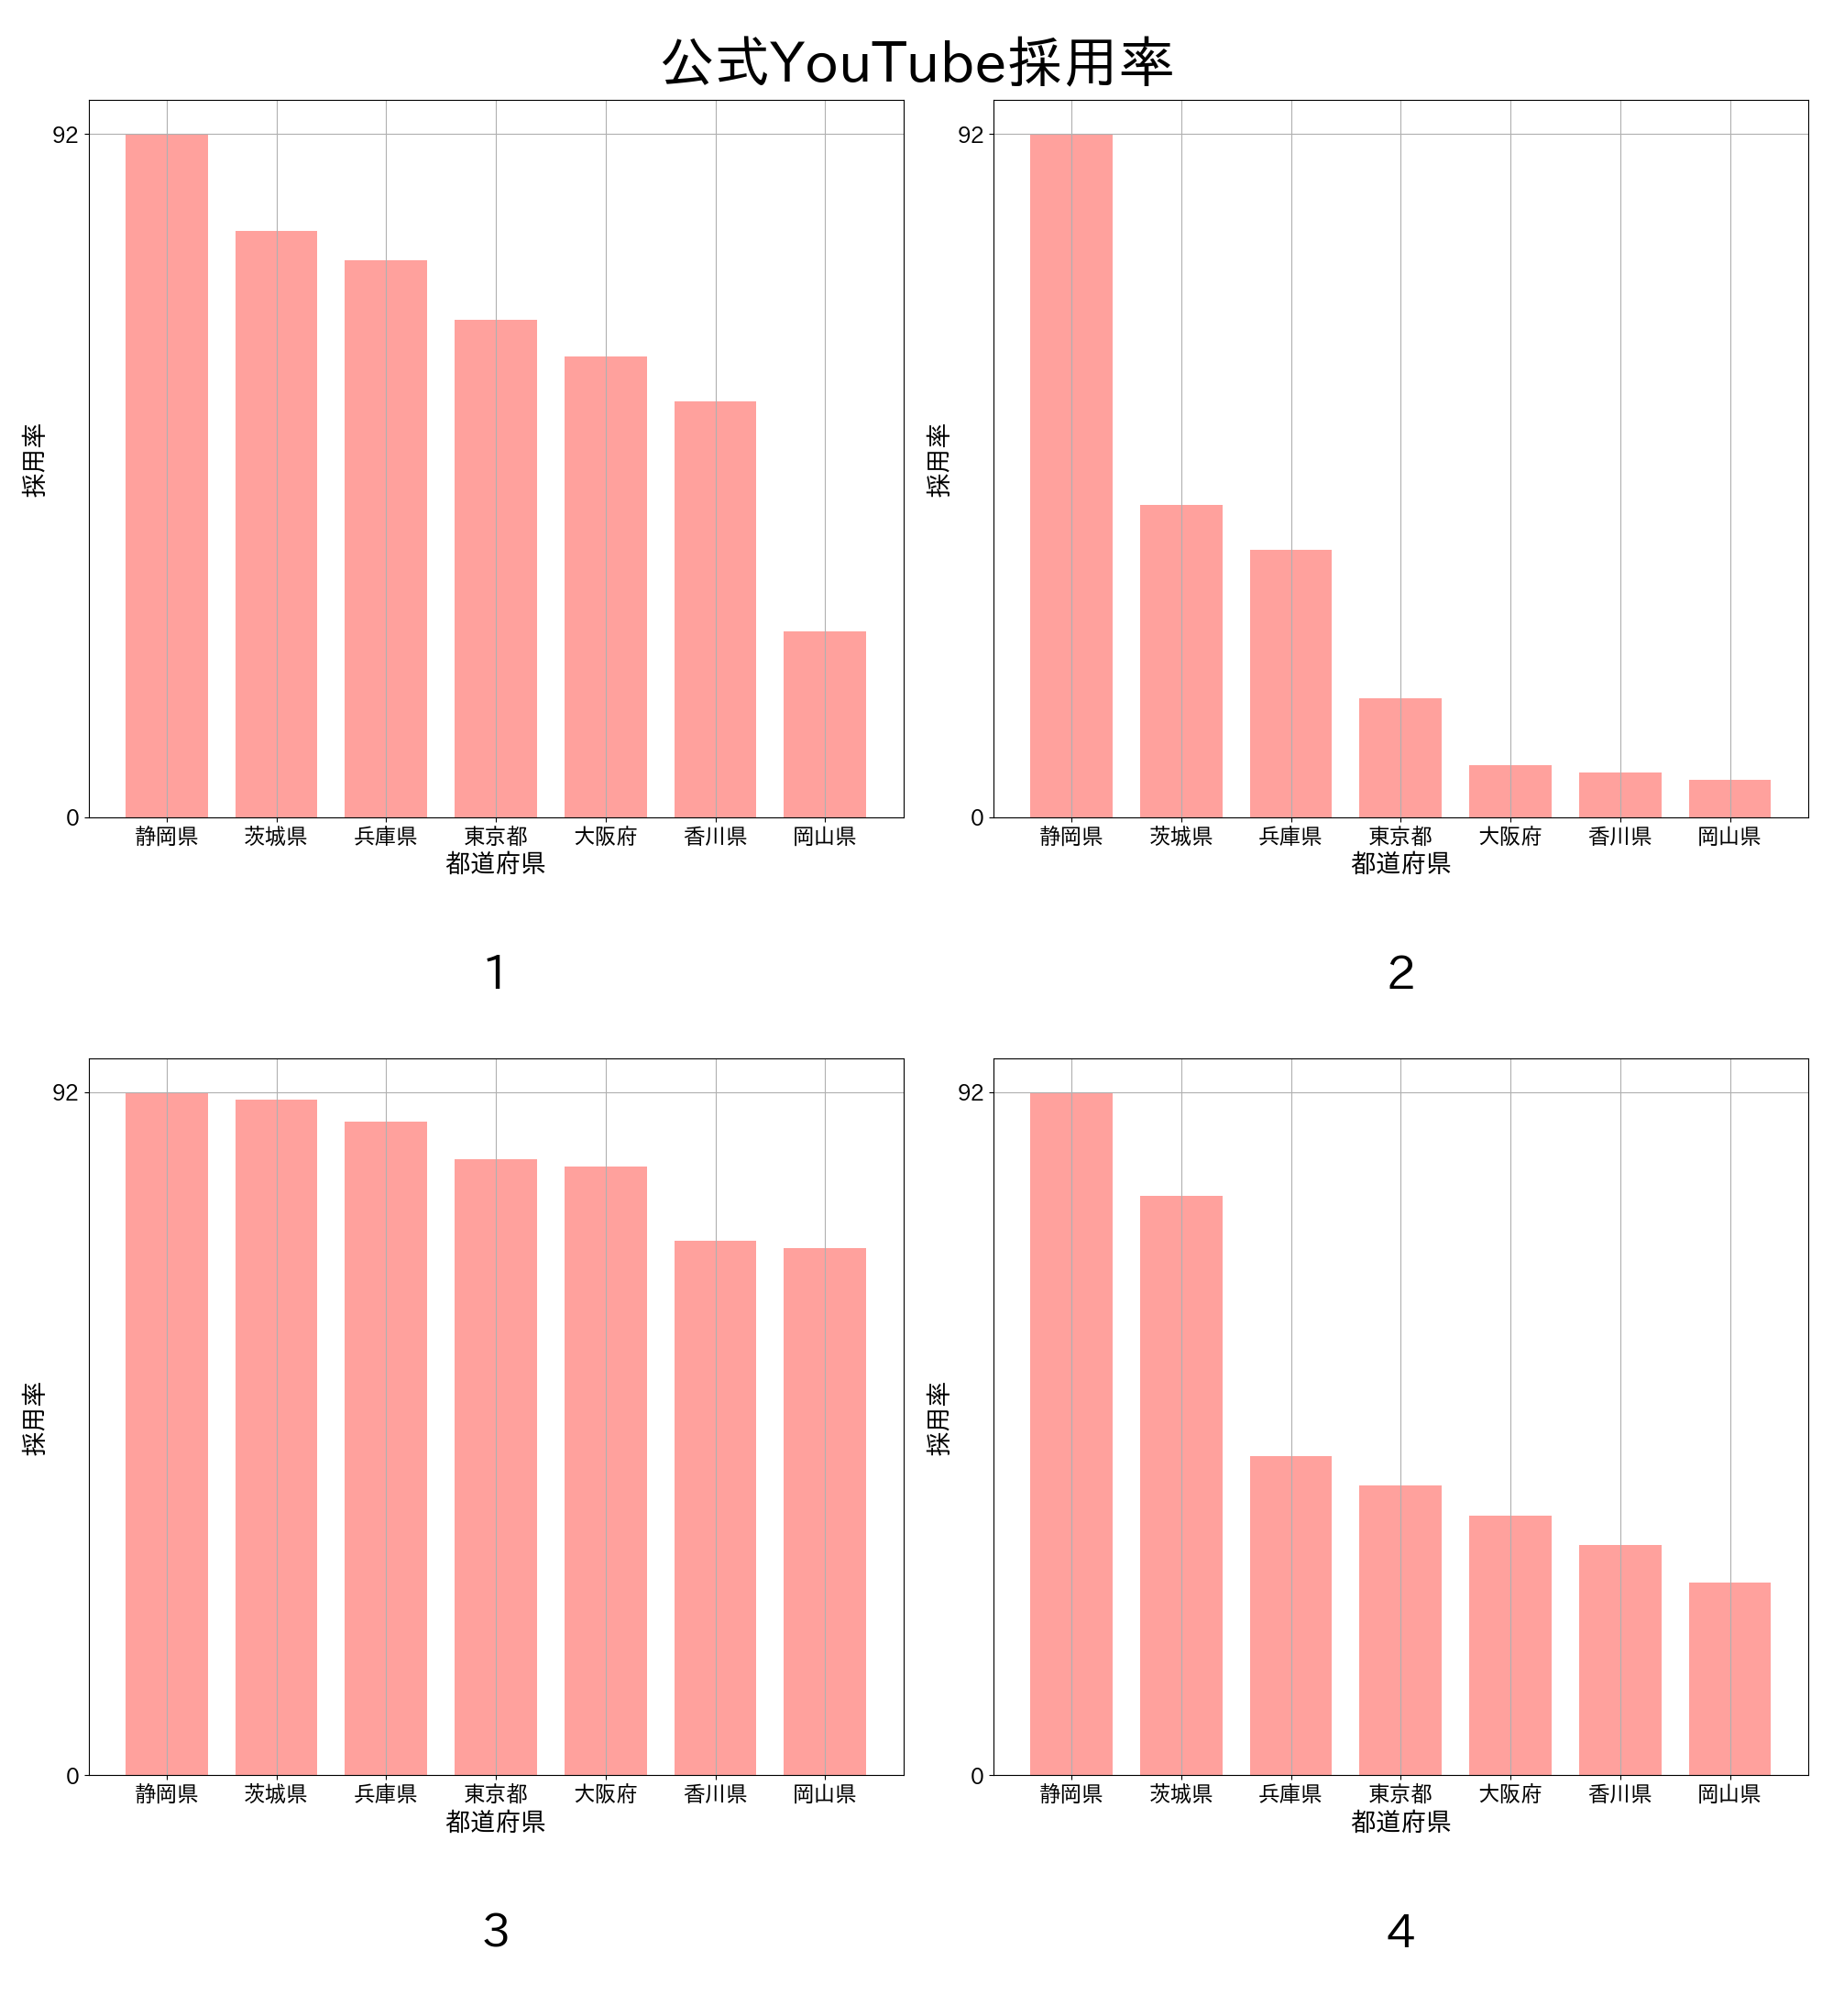 公式YouTube採用率
92
採用率
0
静岡県 茨城県 兵庫県 東京都 大阪府 香川県 岡山県
都道府県
1
92
採用率
0
静岡県 茨城県 兵庫県 東京都 大阪府 香川県 岡山県
都道府県
2
92
採用率
0
静岡県 茨城県 兵庫県 東京都 大阪府 香川県 岡山県
都道府県
3
92
採用率
0
静岡県 茨城県 兵庫県 東京都 大阪府 香川県 岡山県
都道府県
4